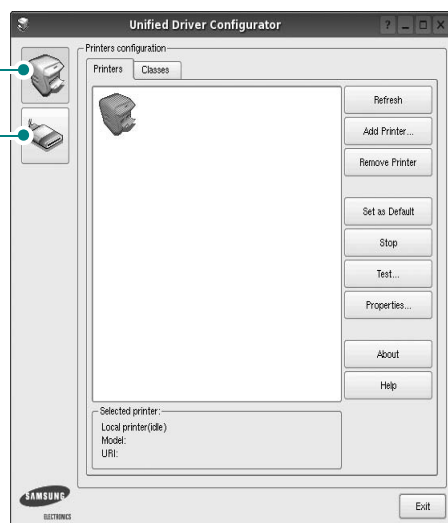 Unified Driver Configurator
Printers configuration
Printers
Classes
Refresh
Add Printer...
Remove Printer
Set as Default
Stop
Test...
Properties...
About
Help
Selected printer:
Local printer(idle)
Model:
URI:
SAMSUNG
ELECTRONICS
Exit